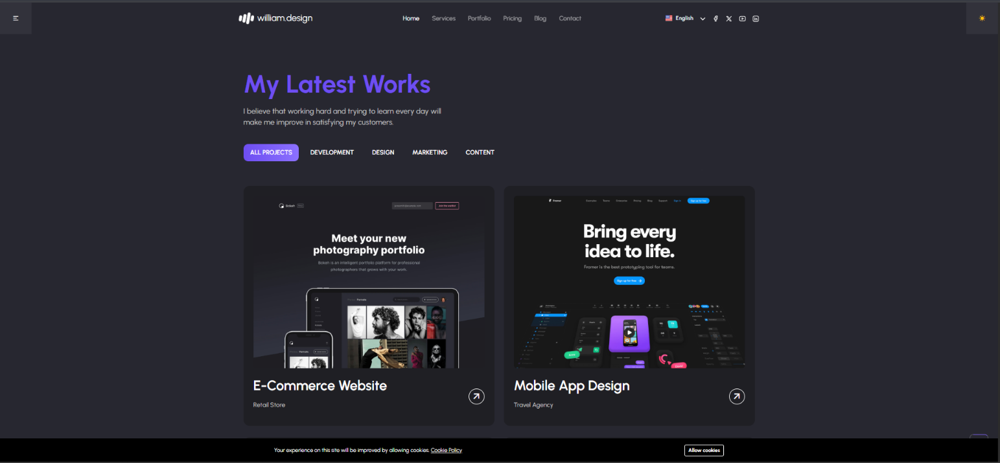 william.design
Home Services Portfolio Pricing Blog Contact
English
My Latest Works
I believe that working hard and trying to learn every day will
make me improve in satisfying my customers.
ALL PROJECTS DEVELOPMENT DESIGN MARKETING CONTENT
Bokeh
Join the waitlist
Meet your new
photography portfolio
Bokeh is an intelligent portfolio platform for professional
photographers that grows with your work.
Portraits
E-Commerce Website
Retail Store
Framer
Examples Teams Enterprise Pricing Blog Support Sign in Sign up for free
Bring every
idea to life.
Framer is the best prototyping tool for teams.
Sign up for free
Mobile App Design
Travel Agency
Your experience on this site will be improved by allowing cookies. Cookie Policy
Allow cookies